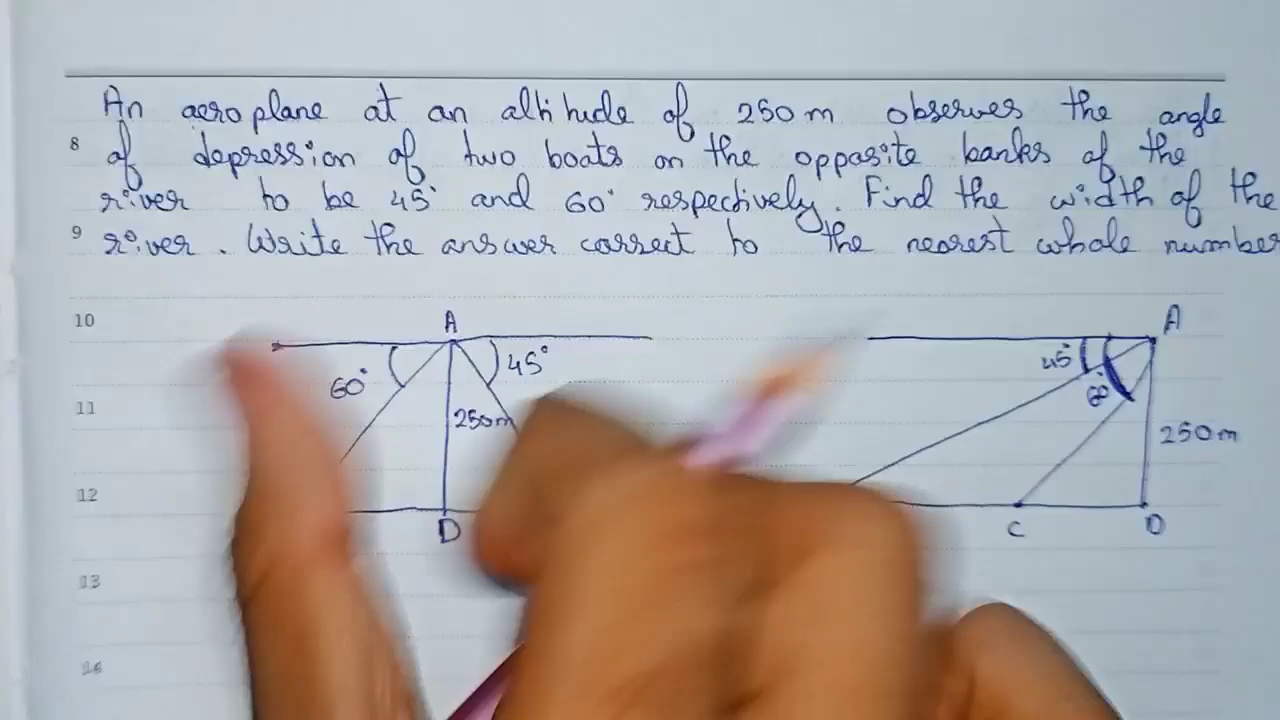 An aeroplane at an altitude of 250m observes the angle
8
of depression of two boats on the opposite banks of the
river to be 45° and 60° respectively. Find the width of the
9
river. Write the answer correct to the nearest whole number
10
A
A
60°
45°
45°
60°
11
250m
250m
12
D
C
D
13
14